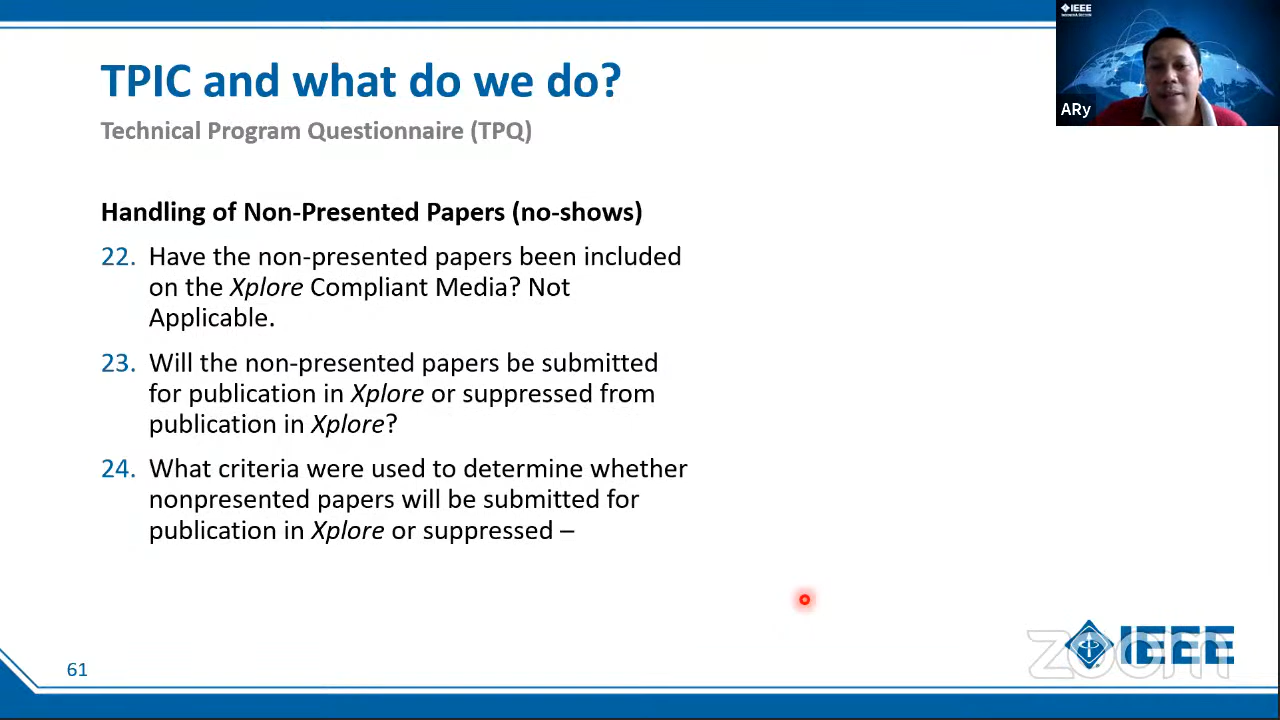 IEEE
TPIC and what do we do?
ARy
Technical Program Questionnaire (TPQ)
Handling of Non-Presented Papers (no-shows)
22. Have the non-presented papers been included
on the Xplore Compliant Media? Not
Applicable.
23. Will the non-presented papers be submitted
for publication in Xplore or suppressed from
publication in Xplore?
24. What criteria were used to determine whether
nonpresented papers will be submitted for
publication in Xplore or suppressed –
IEEE
zoom
61